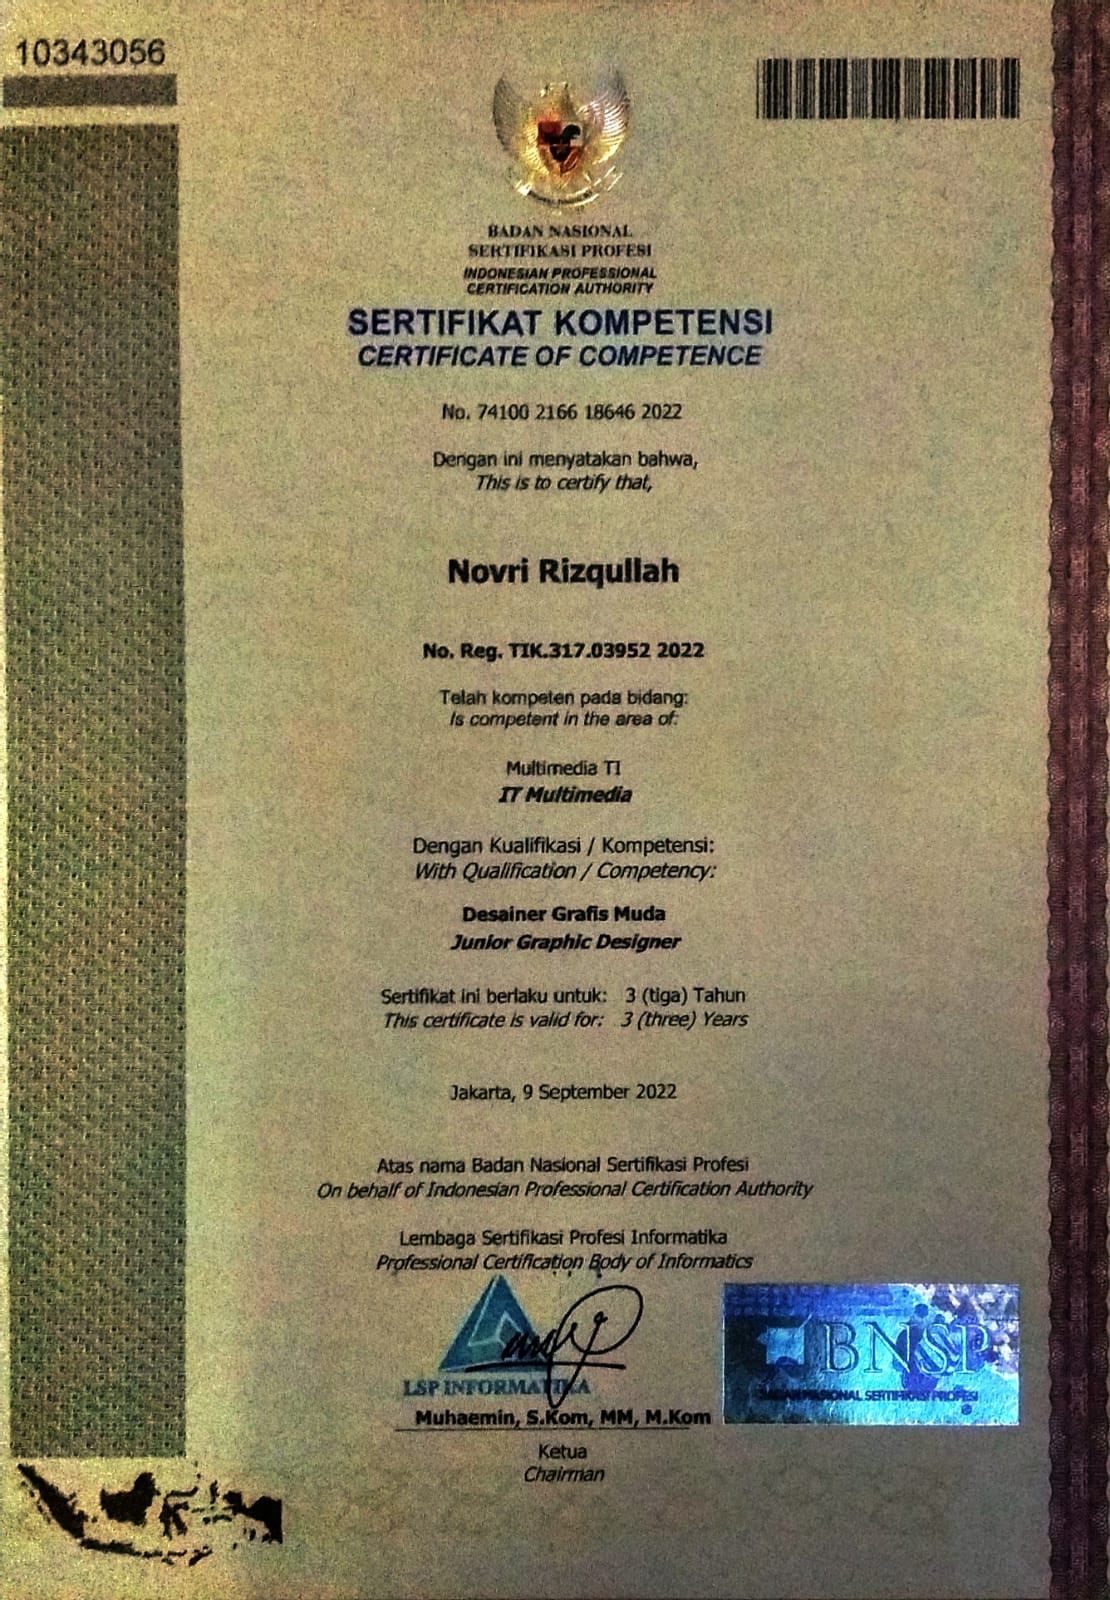 10343056
BADAN NASIONAL
SERTIFIKASI PROFESI
INDONESIAN PROFESSIONAL
CERTIFICATION AUTHORITY
SERTIFIKAT KOMPETENSI
CERTIFICATE OF COMPETENCE
No. 74100 2166 18646 2022
Dengan ini menyatakan bahwa,
This is to certify that,
Novri Rizqullah
No. Reg. TIK.317.03952 2022
Telah kompeten pada bidang:
Is competent in the area of:
Multimedia TI
IT Multimedia
Dengan Kualifikasi / Kompetensi:
With Qualification / Competency:
Desainer Grafis Muda
Junior Graphic Designer
Sertifikat ini berlaku untuk: 3 (tiga) Tahun
This certificate is valid for: 3 (three) Years
Jakarta, 9 September 2022
Atas nama Badan Nasional Sertifikasi Profesi
On behalf of Indonesian Professional Certification Authority
Lembaga Sertifikasi Profesi Informatika
Professional Certification Body of Informatics
LSP INFORMATIKA
BNSP
BADAN NASIONAL SERTIFIKASI PROFESI
Muhaemin, S.Kom, MM, M.Kom
Ketua
Chairman